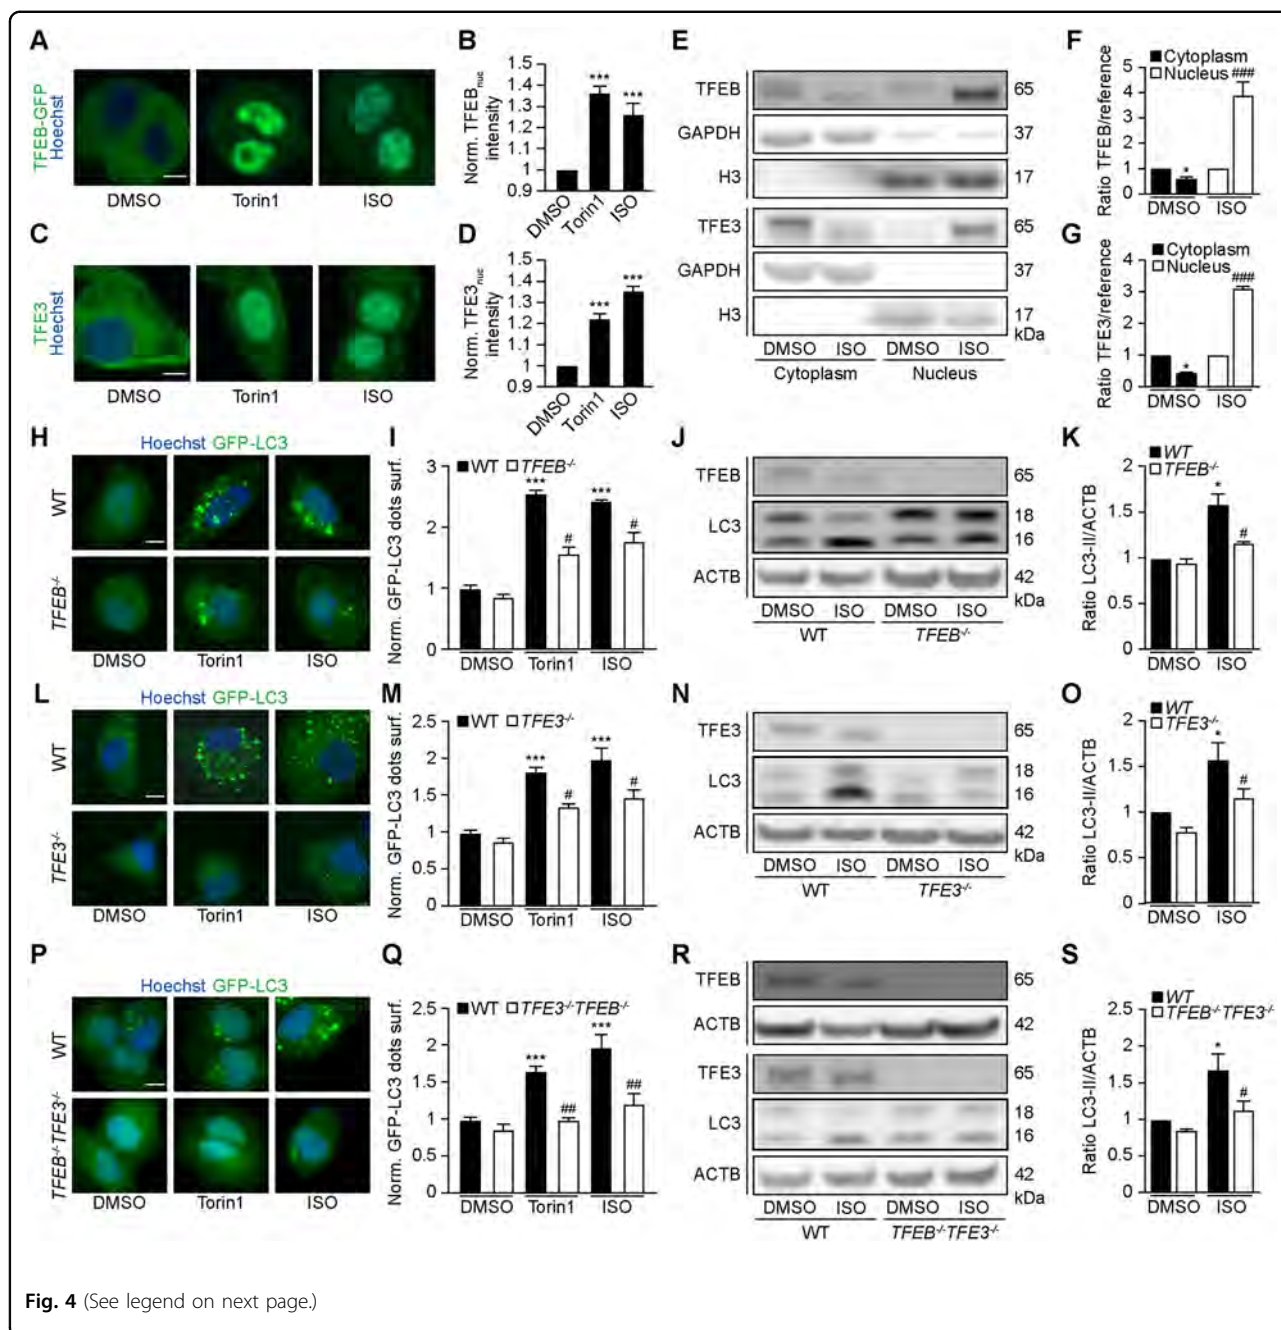 A
TFEB-GFP
Hoechst
DMSO Torin1 ISO
B
Norm. TFEBnuc
intensity
1.5
1.4
1.3
1.2
1.1
1
0.9
*** ***
DMSO Torin1 ISO
C
TFE3
Hoechst
DMSO Torin1 ISO
D
Norm. TFE3nuc
intensity
1.5
1.4
1.3
1.2
1.1
1
0.9
*** ***
DMSO Torin1 ISO
E
TFEB 65
GAPDH 37
H3 17
TFE3 65
GAPDH 37
H3 17
kDa
DMSO ISO DMSO ISO
Cytoplasm Nucleus
F
Cytoplasm
Nucleus
Ratio TFEB/reference
5
4
3
2
1
0
* ###
DMSO ISO
G
Cytoplasm
Nucleus
Ratio TFE3/reference
4
3
2
1
0
* ###
DMSO ISO
H
Hoechst GFP-LC3
WT
TFEB-/-
DMSO Torin1 ISO
I
WT TFEB-/-
Norm. GFP-LC3 dots surf.
3
2
1
0
*** # *** #
DMSO Torin1 ISO
J
TFEB 65
LC3 18
16
ACTB 42
kDa
DMSO ISO DMSO ISO
WT TFEB-/-
K
WT
TFEB-/-
Ratio LC3-II/ACTB
2
1.5
1
0.5
0
* #
DMSO ISO
L
Hoechst GFP-LC3
WT
TFE3-/-
DMSO Torin1 ISO
M
WT TFE3-/-
Norm. GFP-LC3 dots surf.
2.5
2
1.5
1
0.5
0
*** # *** #
DMSO Torin1 ISO
N
TFE3 65
LC3 18
16
ACTB 42
kDa
DMSO ISO DMSO ISO
WT TFE3-/-
O
WT
TFE3-/-
Ratio LC3-II/ACTB
2
1.5
1
0.5
0
* #
DMSO ISO
P
Hoechst GFP-LC3
WT
TFEB-/-TFE3-/-
DMSO Torin1 ISO
Q
WT TFE3-/-TFEB-/-
Norm. GFP-LC3 dots surf.
2.5
2
1.5
1
0.5
0
*** ## *** ##
DMSO Torin1 ISO
R
TFEB 65
ACTB 42
TFE3 65
LC3 18
16
ACTB 42
kDa
DMSO ISO DMSO ISO
WT TFEB-/-TFE3-/-
S
WT
TFEB-/-TFE3-/-
Ratio LC3-II/ACTB
2.5
2
1.5
1
0.5
0
* #
DMSO ISO
Fig. 4 (See legend on next page.)